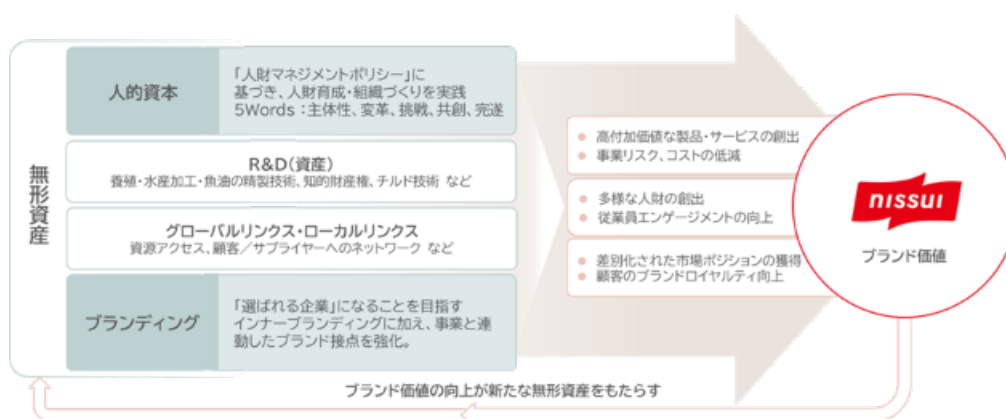 無形資産
人的資本
「人財マネジメントポリシー」に
基づき、人財育成・組織づくりを実践
5Words：主体性、変革、挑戦、共創、完遂
R&D（資産）
養殖・水産加工・魚油の精製技術、知的財産権、チルド技術 など
グローバルリンクス・ローカルリンクス
資源アクセス、顧客／サプライヤーへのネットワーク など
ブランディング
「選ばれる企業」になることを目指す
インナーブランディングに加え、事業と連
動したブランド接点を強化。
● 高付加価値な製品・サービスの創出
● 事業リスク、コストの低減
● 多様な人財の創出
● 従業員エンゲージメントの向上
● 差別化された市場ポジションの獲得
● 顧客のブランドロイヤルティ向上
nissui
ブランド価値
ブランド価値の向上が新たな無形資産をもたらす